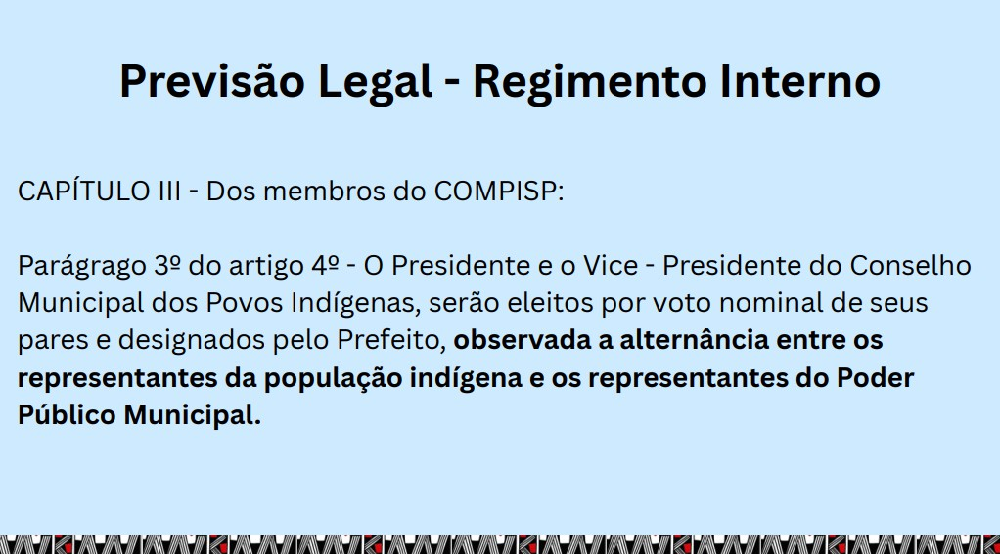 Previsão Legal - Regimento Interno
CAPÍTULO III - Dos membros do COMPISP:
Parágrago 3º do artigo 4º - O Presidente e o Vice - Presidente do Conselho
Municipal dos Povos Indígenas, serão eleitos por voto nominal de seus
pares e designados pelo Prefeito, observada a alternância entre os
representantes da população indígena e os representantes do Poder
Público Municipal.